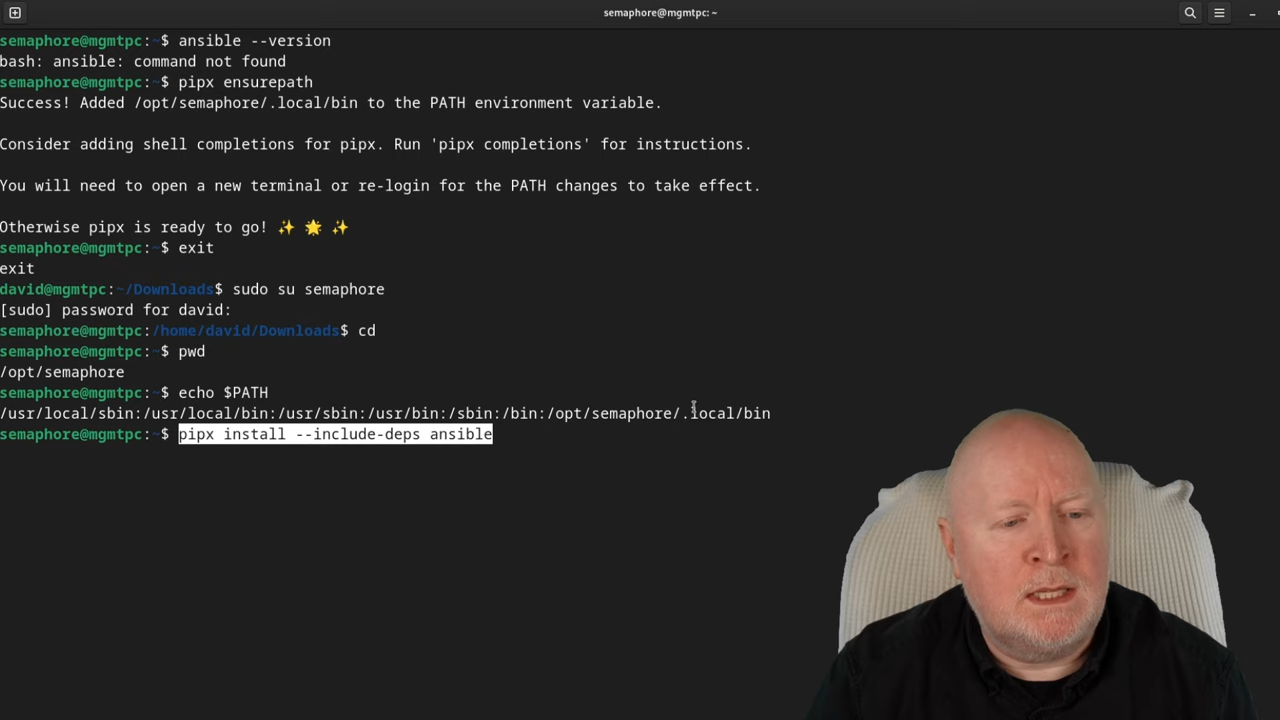 semaphore@mgmtpc: ~
semaphore@mgmtpc:~$ ansible --version
bash: ansible: command not found
semaphore@mgmtpc:~$ pipx ensurepath
Success! Added /opt/semaphore/.local/bin to the PATH environment variable.
Consider adding shell completions for pipx. Run 'pipx completions' for instructions.
You will need to open a new terminal or re-login for the PATH changes to take effect.
Otherwise pipx is ready to go! ✨ 🌟 ✨
semaphore@mgmtpc:~$ exit
exit
david@mgmtpc:~/Downloads$ sudo su semaphore
[sudo] password for david:
semaphore@mgmtpc:/home/david/Downloads$ cd
semaphore@mgmtpc:~$ pwd
/opt/semaphore
semaphore@mgmtpc:~$ echo $PATH
/usr/local/sbin:/usr/local/bin:/usr/sbin:/usr/bin:/sbin:/bin:/opt/semaphore/.local/bin
semaphore@mgmtpc:~$ pipx install --include-deps ansible